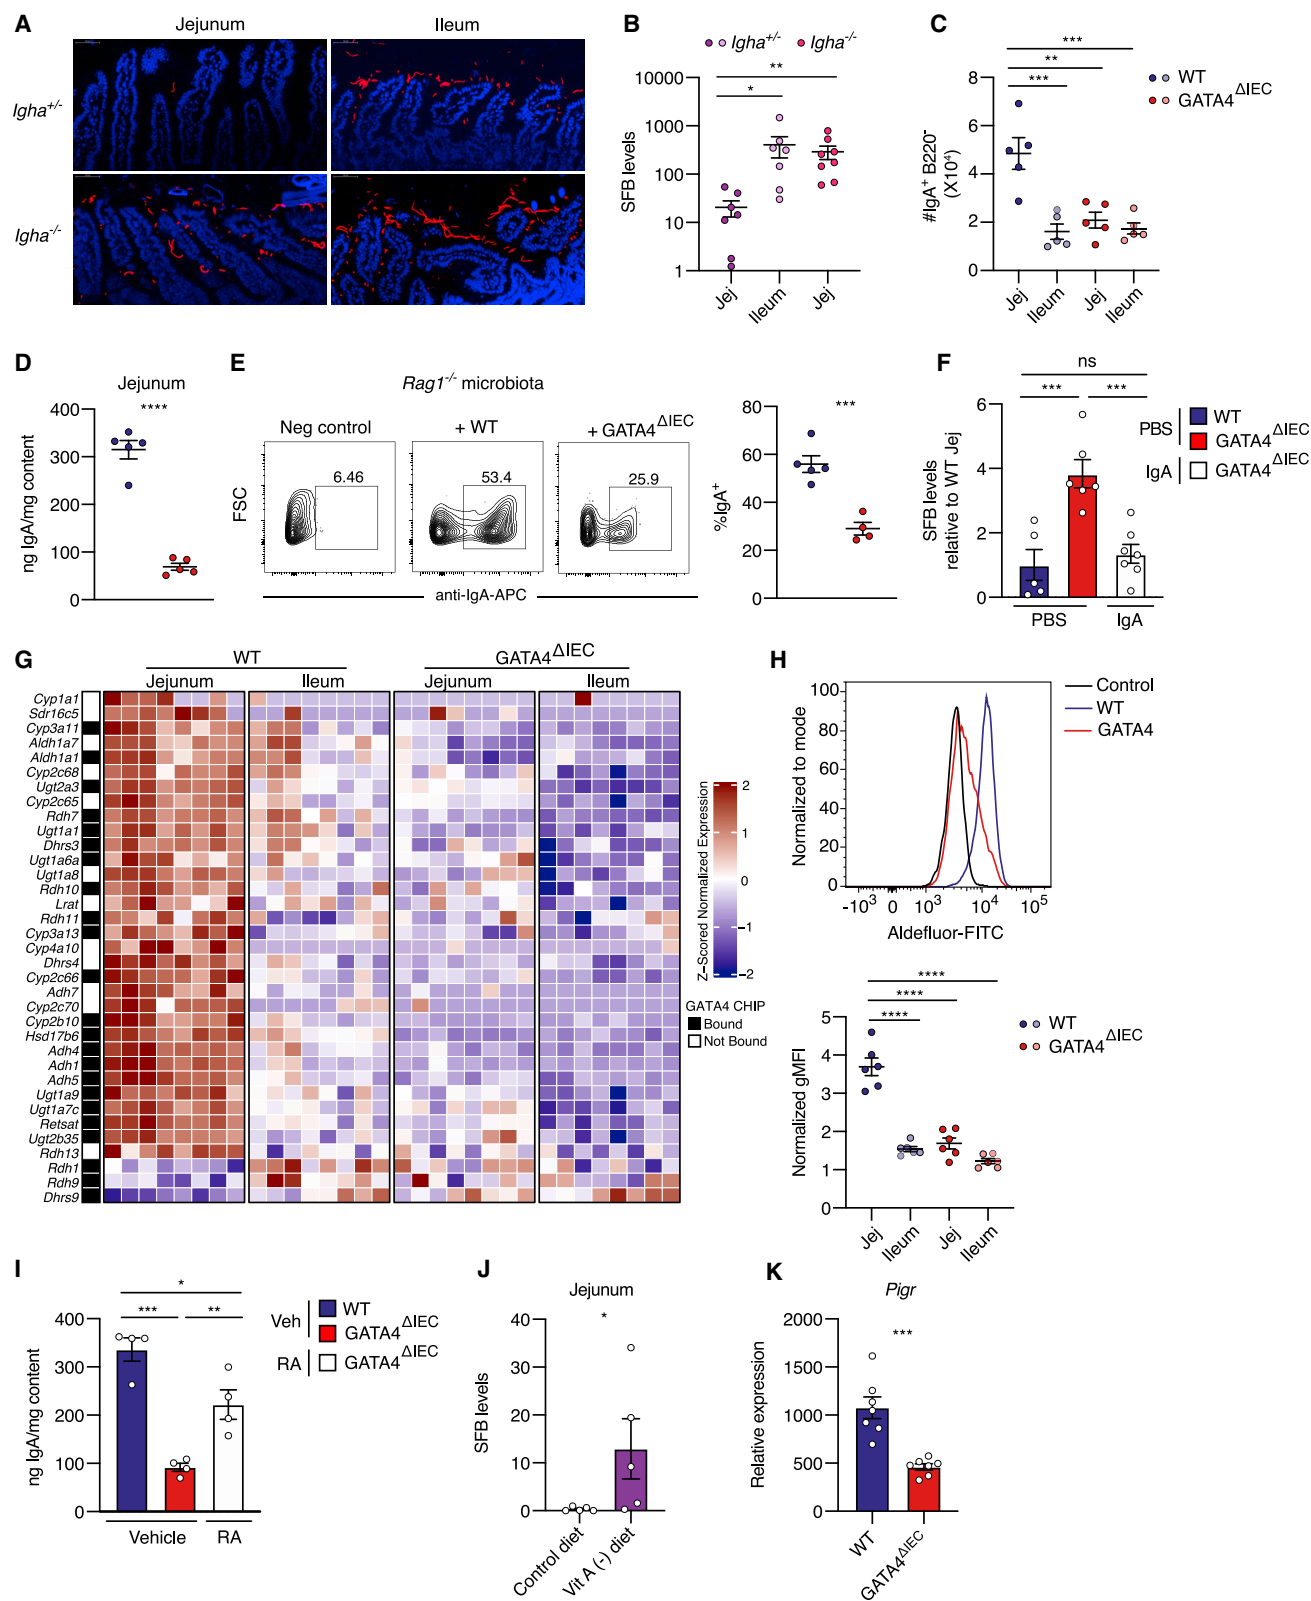 A
Jejunum
Ileum
Igha+/-
Igha-/-
B
Igha+/- Igha-/-
**
*
10000
1000
100
10
1
SFB levels
Jej
Ileum
Jej
C
***
**
***
WT
GATA4ΔIEC
8
6
4
2
0
#IgA+ B220-
(X10⁴)
Jej
Ileum
Jej
Ileum
D
Jejunum
****
400
300
200
100
0
ng IgA/mg content
E
Rag1-/- microbiota
Neg control
+ WT
+ GATA4ΔIEC
6.46
53.4
25.9
FSC
anti-IgA-APC
***
80
60
40
20
0
%IgA+
F
ns
***
***
6
4
2
0
SFB levels
relative to WT Jej
PBS
IgA
PBS
WT
GATA4ΔIEC
IgA
GATA4ΔIEC
G
WT
GATA4ΔIEC
Jejunum
Ileum
Jejunum
Ileum
Cyp1a1
Sdr16c5
Cyp3a11
Aldh1a7
Aldh1a1
Cyp2c68
Ugt2a3
Cyp2c65
Rdh7
Ugt1a1
Dhrs3
Ugt1a6a
Ugt1a8
Rdh10
Lrat
Rdh11
Cyp3a13
Cyp4a10
Dhrs4
Cyp2c66
Adh7
Cyp2c70
Cyp2b10
Hsd17b6
Adh4
Adh1
Adh5
Ugt1a9
Ugt1a7c
Retsat
Ugt2b35
Rdh13
Rdh1
Rdh9
Dhrs9
2
1
0
-1
-2
Z-Scored Normalized Expression
GATA4 CHIP
Bound
Not Bound
H
Control
WT
GATA4
100
80
60
40
20
0
Normalized to mode
-10³ 0 10³ 10⁴ 10⁵
Aldefluor-FITC
****
****
****
WT
GATA4ΔIEC
5
4
3
2
1
0
Normalized gMFI
Jej
Ileum
Jej
Ileum
I
*
***
**
400
300
200
100
0
ng IgA/mg content
Vehicle
RA
Veh
WT
GATA4ΔIEC
RA
GATA4ΔIEC
J
Jejunum
*
40
30
20
10
0
SFB levels
Control diet
Vit A (-) diet
K
Pigr
***
2000
1500
1000
500
0
Relative expression
WT
GATA4ΔIEC